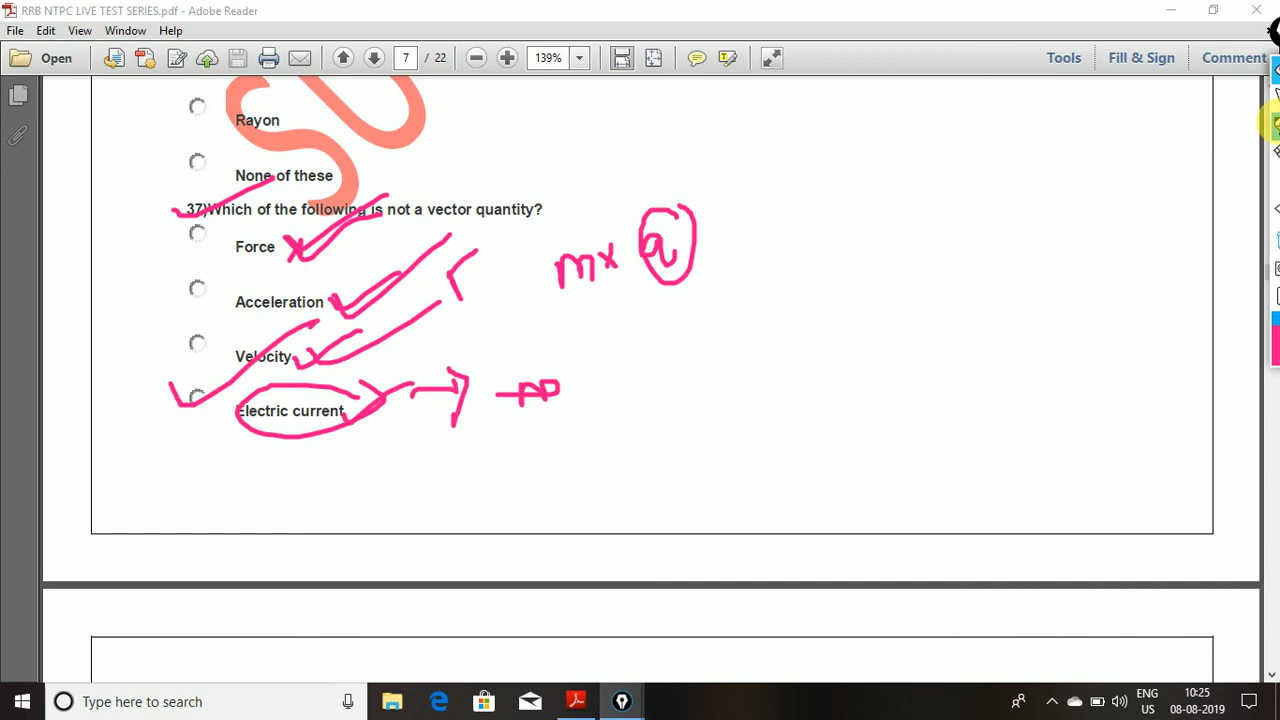 RRB NTPC LIVE TEST SERIES.pdf - Adobe Reader
File Edit View Window Help
Open 7 / 22 139% Tools Fill & Sign Comment
Rayon
None of these
37)Which of the following is not a vector quantity?
Force
m x a
Acceleration
Velocity
Electric current
Type here to search
ENG 10:25
US 08-08-2019